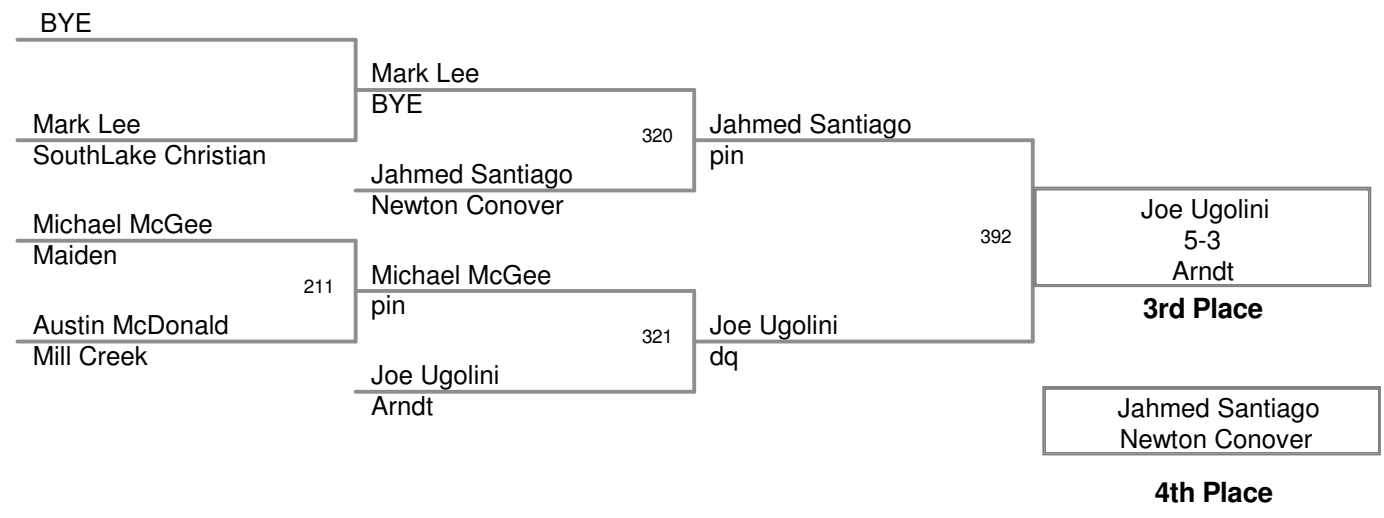 BYE
Mark Lee
BYE
Mark Lee
SouthLake Christian
320
Jahmed Santiago
pin
Jahmed Santiago
Newton Conover
Michael McGee
Maiden
392
Joe Ugolini
5-3
Arndt
3rd Place
211
Michael McGee
pin
Austin McDonald
Mill Creek
321
Joe Ugolini
dq
Joe Ugolini
Arndt
Jahmed Santiago
Newton Conover
4th Place